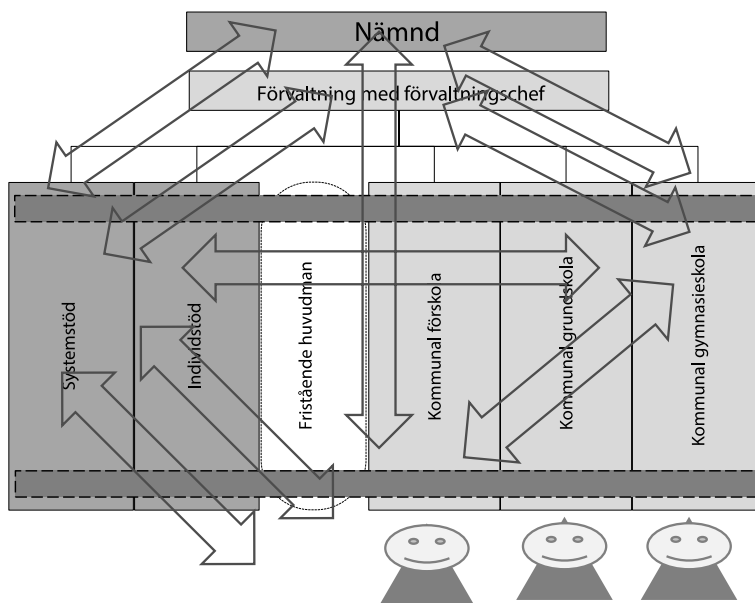 Nämnd
Förvaltning med förvaltningschef
Systemstöd
Individstöd
Fristående huvudman
Kommunal förskola
Kommunal grundskola
Kommunal gymnasieskola